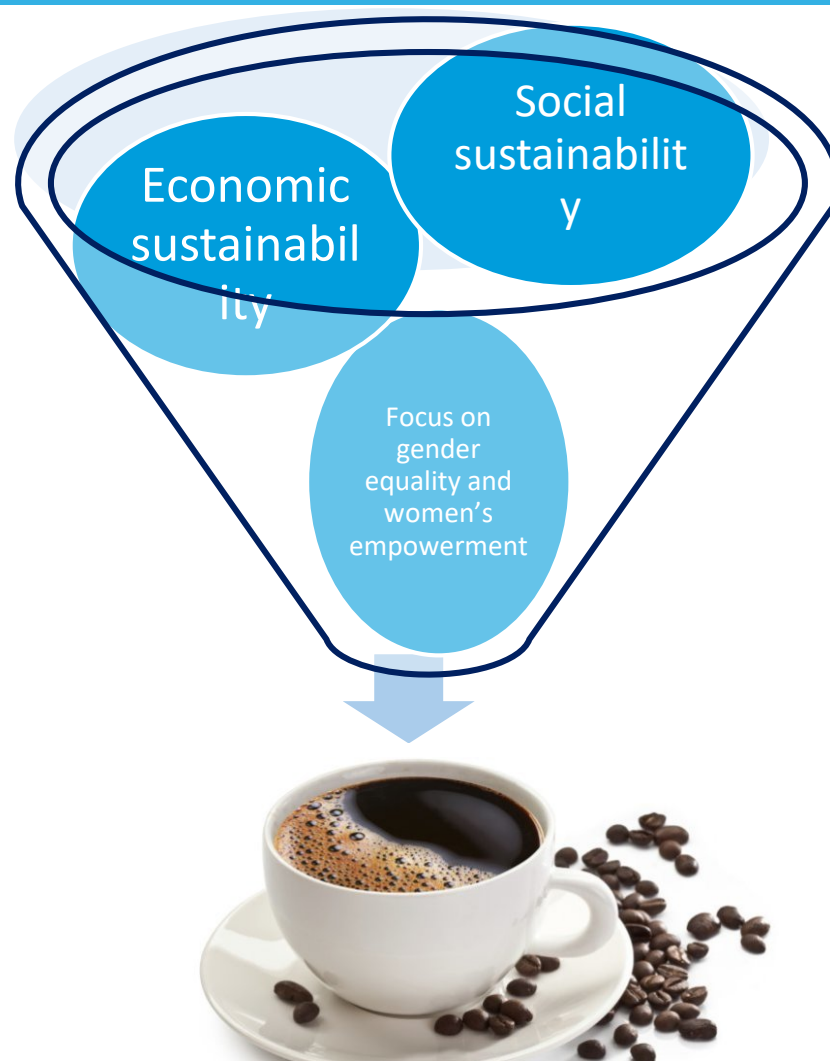 Social
sustainabilit
y
Economic
sustainabil
ity
Focus on
gender
equality and
women’s
empowerment